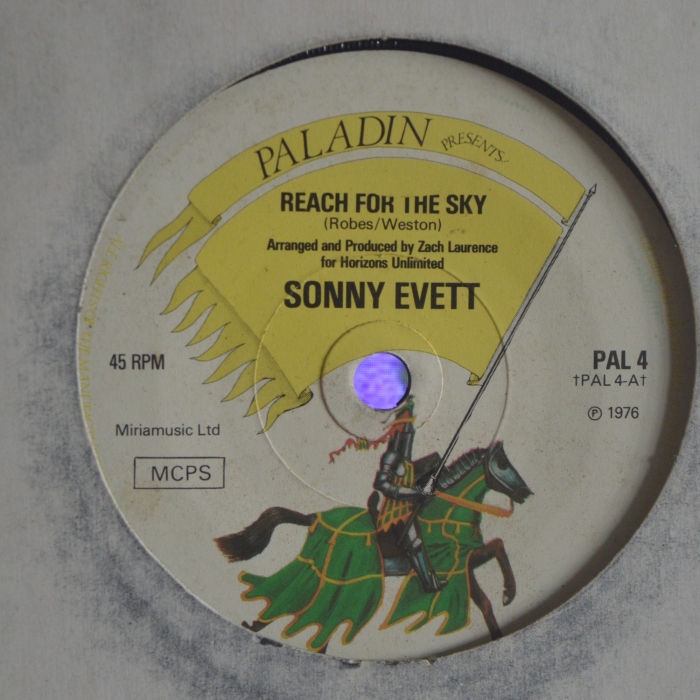 PALADIN PRESENTS...
REACH FOR THE SKY
(Robes/Weston)
Arranged and Produced by Zach Laurence
for Horizons Unlimited
SONNY EVETT
45 RPM
PAL 4
†PAL 4-A†
℗ 1976
Miriamusic Ltd
MCPS